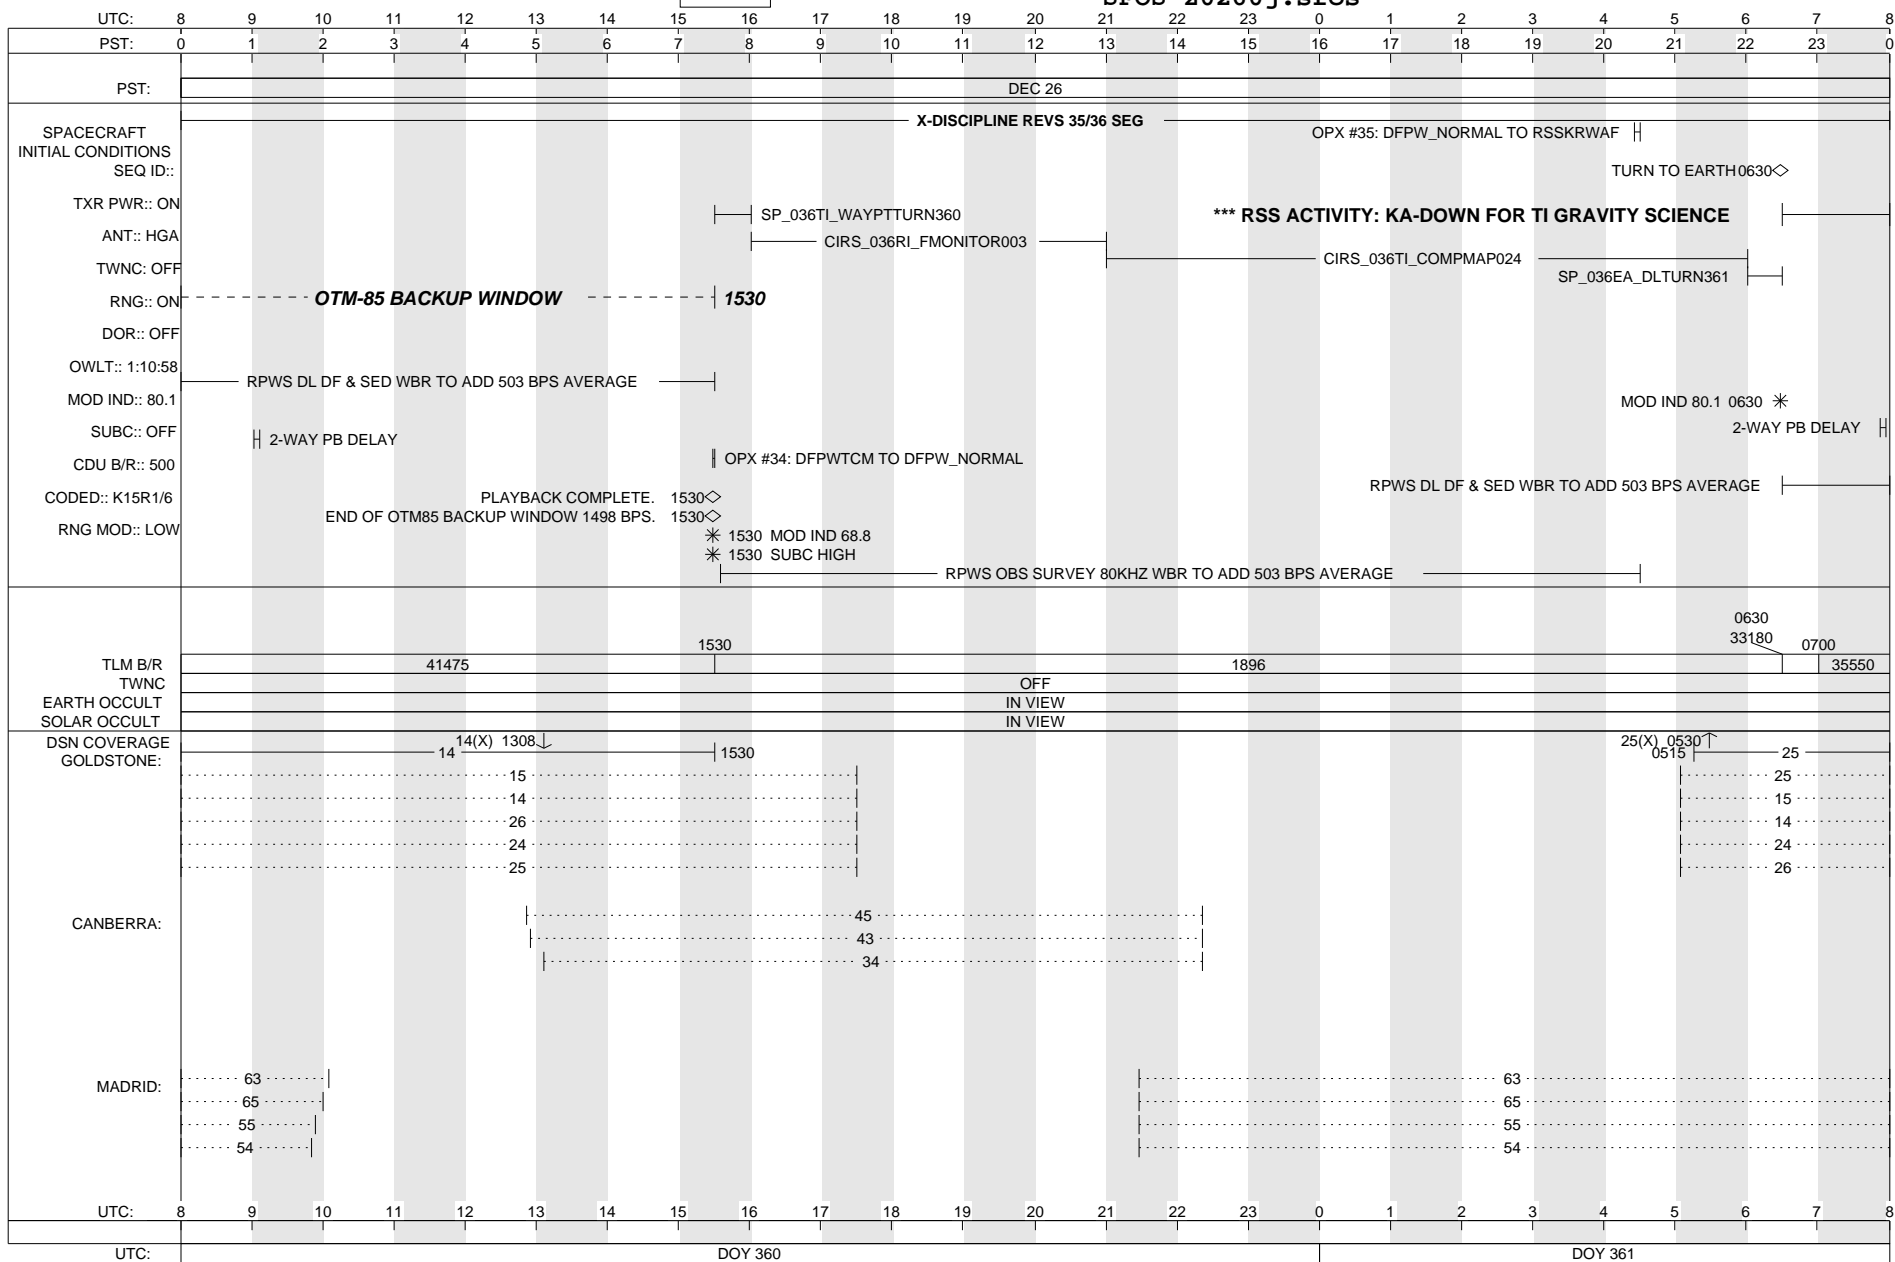 UTC: 8 9 10 11 12 13 14 15 16 17 18 19 20 21 22 23 0 1 2 3 4 5 6 7 8
PST: 0 1 2 3 4 5 6 7 8 9 10 11 12 13 14 15 16 17 18 19 20 21 22 23 0
PST: DEC 26
X-DISCIPLINE REVS 35/36 SEG
SPACECRAFT
INITIAL CONDITIONS
SEQ ID::
OPX #35: DFPW_NORMAL TO RSSKRWAF
TURN TO EARTH 0630
TXR PWR:: ON
SP_036TI_WAYPTTURN360
*** RSS ACTIVITY: KA-DOWN FOR TI GRAVITY SCIENCE
ANT:: HGA
CIRS_036RI_FMONITOR003
CIRS_036TI_COMPMAP024
TWNC: OFF
SP_036EA_DLTURN361
RNG:: ON
OTM-85 BACKUP WINDOW 1530
DOR:: OFF
OWLT:: 1:10:58
RPWS DL DF & SED WBR TO ADD 503 BPS AVERAGE
MOD IND:: 80.1
MOD IND 80.1 0630
SUBC:: OFF
2-WAY PB DELAY
2-WAY PB DELAY
CDU B/R:: 500
OPX #34: DFPWTCM TO DFPW_NORMAL
RPWS DL DF & SED WBR TO ADD 503 BPS AVERAGE
CODED:: K15R1/6
PLAYBACK COMPLETE. 1530
END OF OTM85 BACKUP WINDOW 1498 BPS. 1530
RNG MOD:: LOW
1530 MOD IND 68.8
1530 SUBC HIGH
RPWS OBS SURVEY 80KHZ WBR TO ADD 503 BPS AVERAGE
0630
1530 33180 0700
TLM B/R 41475 1896 35550
TWNC OFF
EARTH OCCULT IN VIEW
SOLAR OCCULT IN VIEW
DSN COVERAGE
GOLDSTONE:
14(X) 1308
25(X) 0530
14 1530 0515 25
15 25
14 15
26 14
24 24
25 26
CANBERRA:
45
43
34
MADRID:
63 63
65 65
55 55
54 54
UTC: 8 9 10 11 12 13 14 15 16 17 18 19 20 21 22 23 0 1 2 3 4 5 6 7 8
UTC: DOY 360 DOY 361